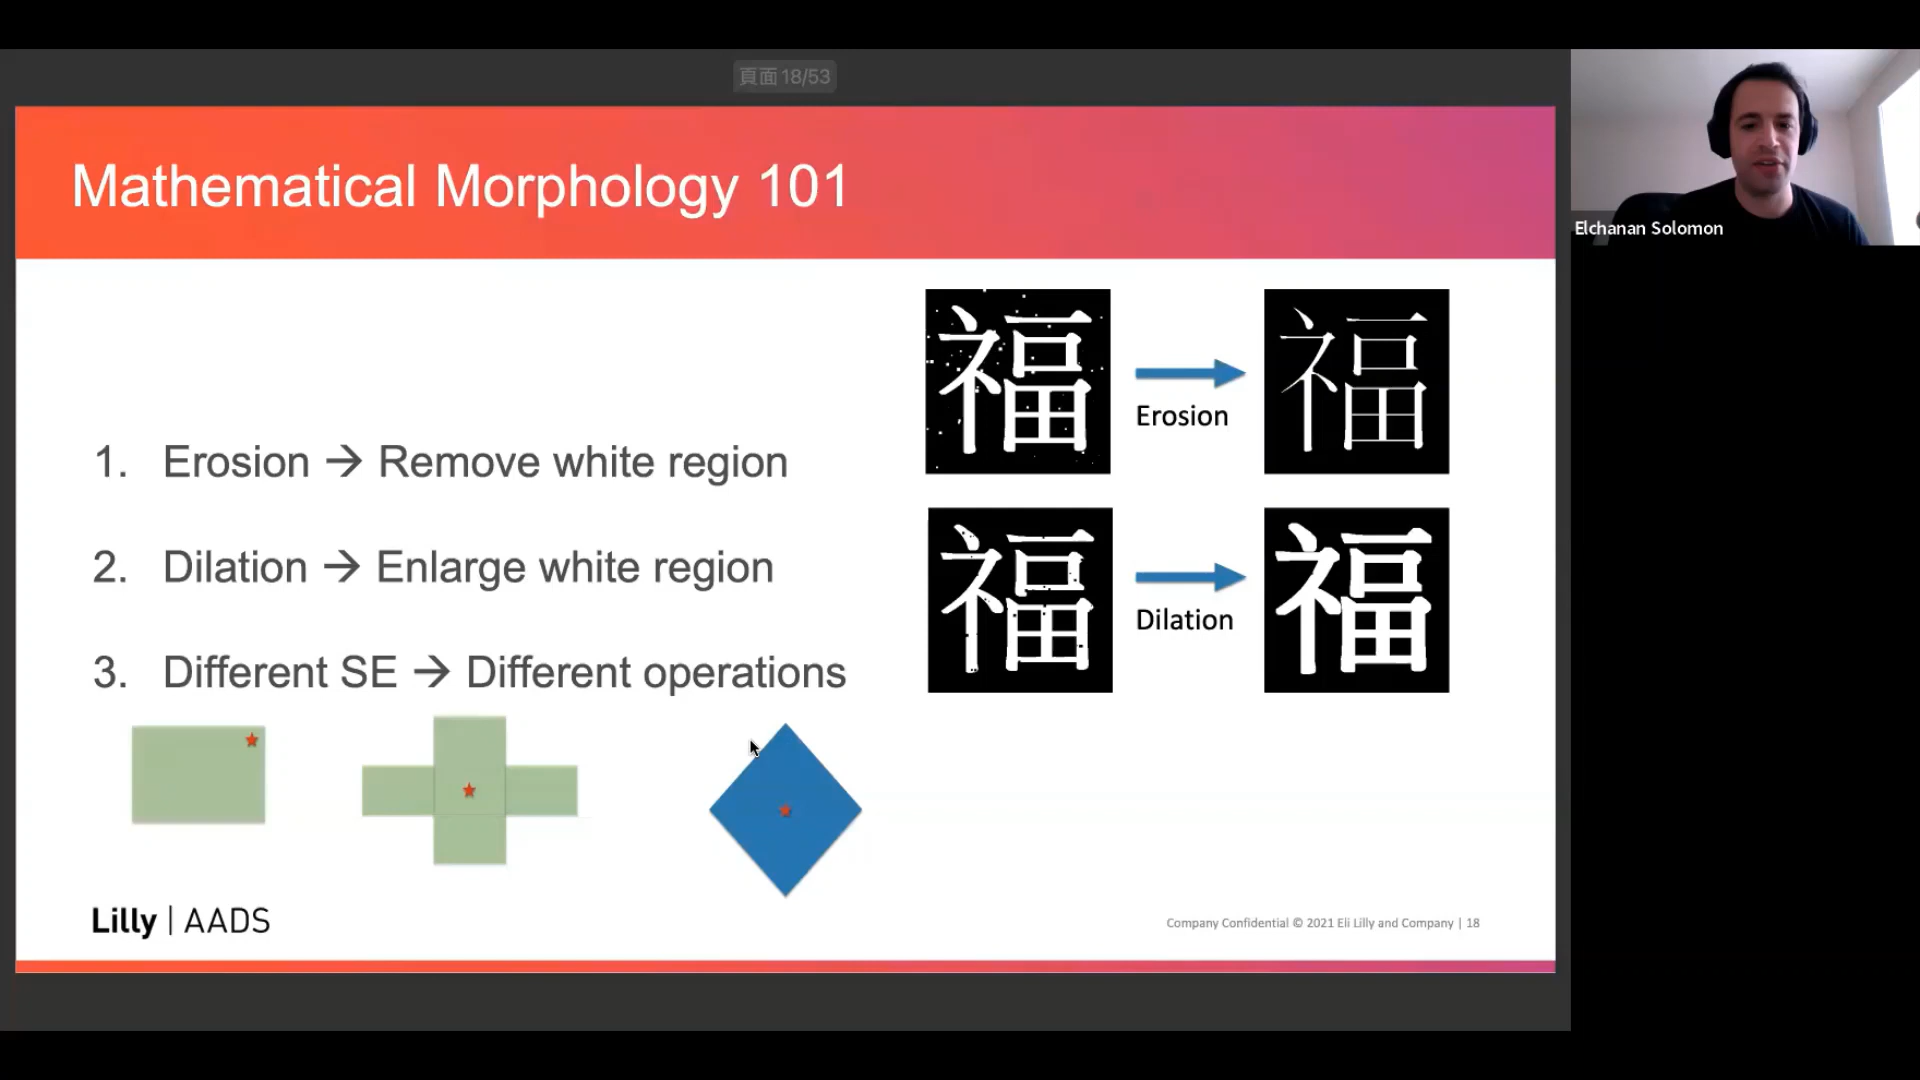 頁面 18/53
Mathematical Morphology 101
Elchanan Solomon
1. Erosion → Remove white region
2. Dilation → Enlarge white region
3. Different SE → Different operations
福
Erosion
福
福
Dilation
福
Lilly | AADS
Company Confidential © 2021 Eli Lilly and Company | 18